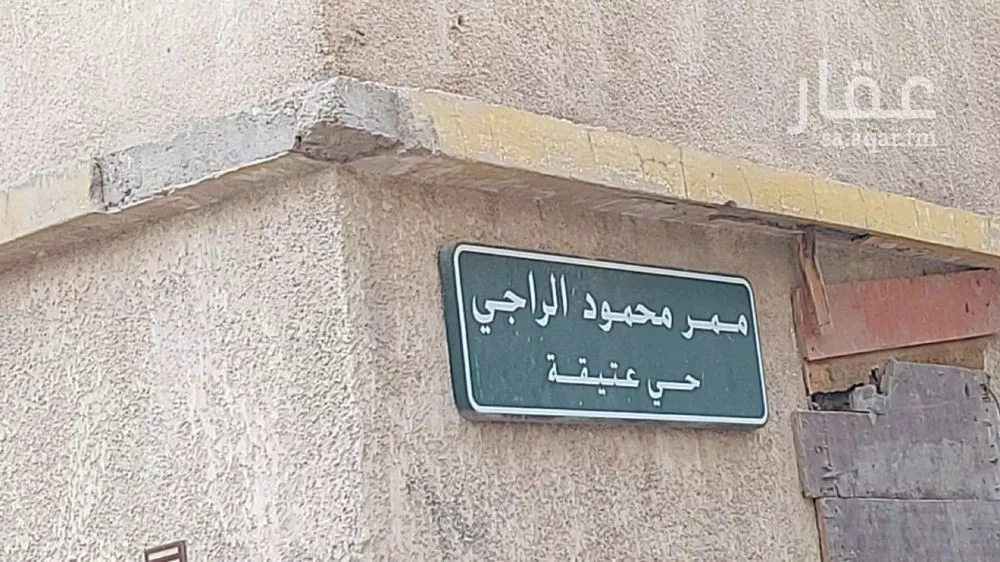 عقار
sa.aqar.fm
ممر محمود الراجي
حي عتيقة